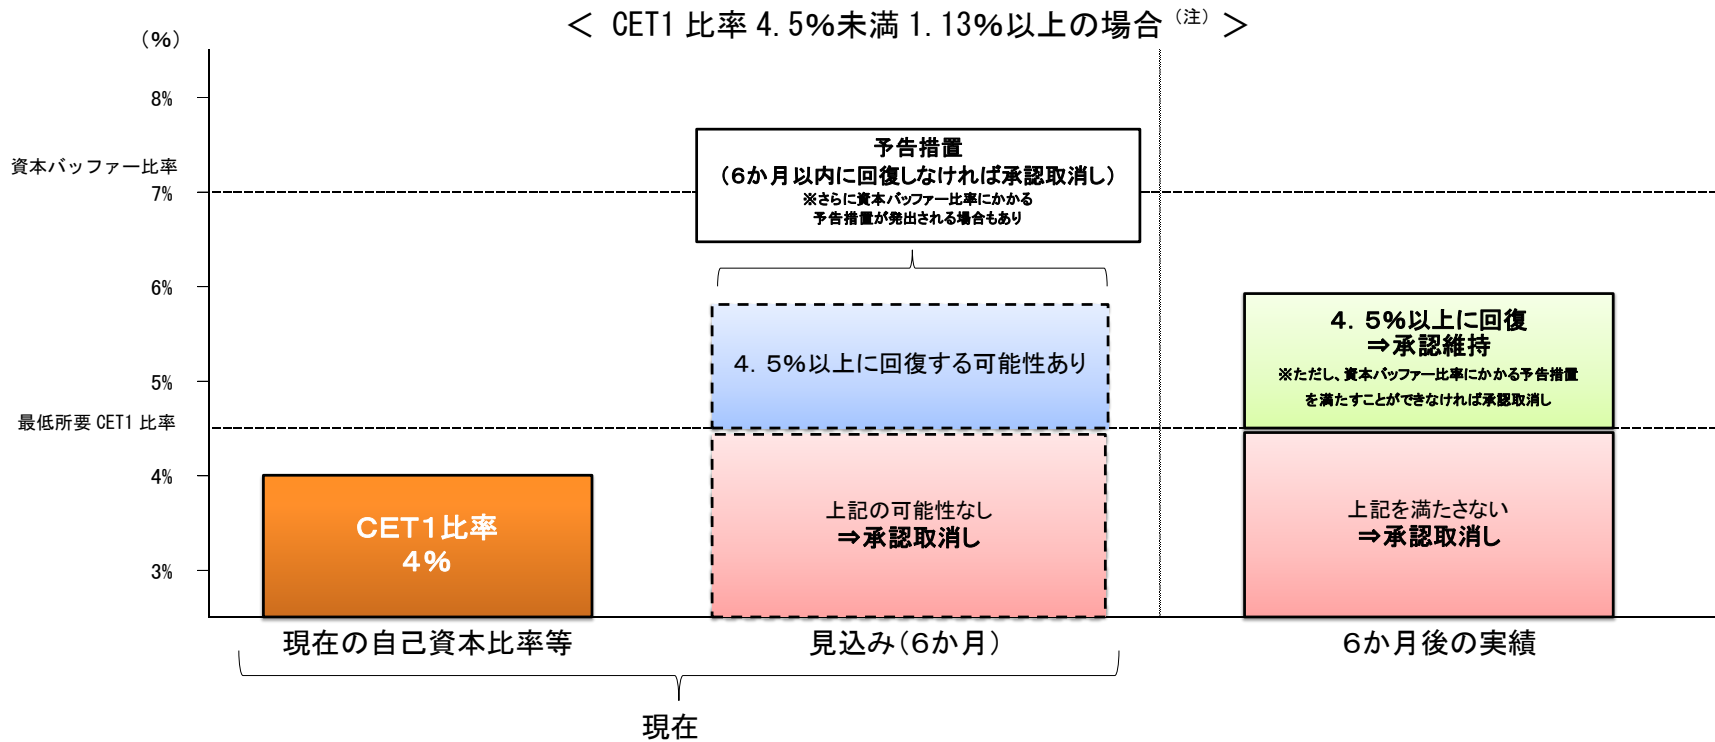 ＜ CET1 比率 4.5%未満 1.13%以上の場合（注）＞
（%）
8%
資本バッファー比率
7%
6%
5%
最低所要 CET1 比率
4%
3%
予告措置
（６か月以内に回復しなければ承認取消し）
※さらに資本バッファー比率にかかる
予告措置が発出される場合もあり
４．５％以上に回復する可能性あり
４．５％以上に回復
⇒承認維持
※ただし、資本バッファー比率にかかる予告措置
を満たすことができなければ承認取消し
ＣＥＴ１比率
４％
上記の可能性なし
⇒承認取消し
上記を満たさない
⇒承認取消し
現在の自己資本比率等
見込み（６か月）
６か月後の実績
現在